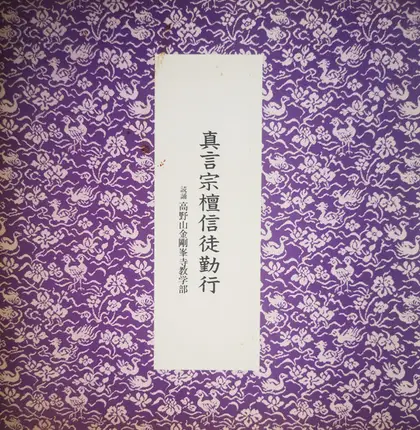 真言宗檀信徒勤行
読誦 高野山金剛峯寺教学部